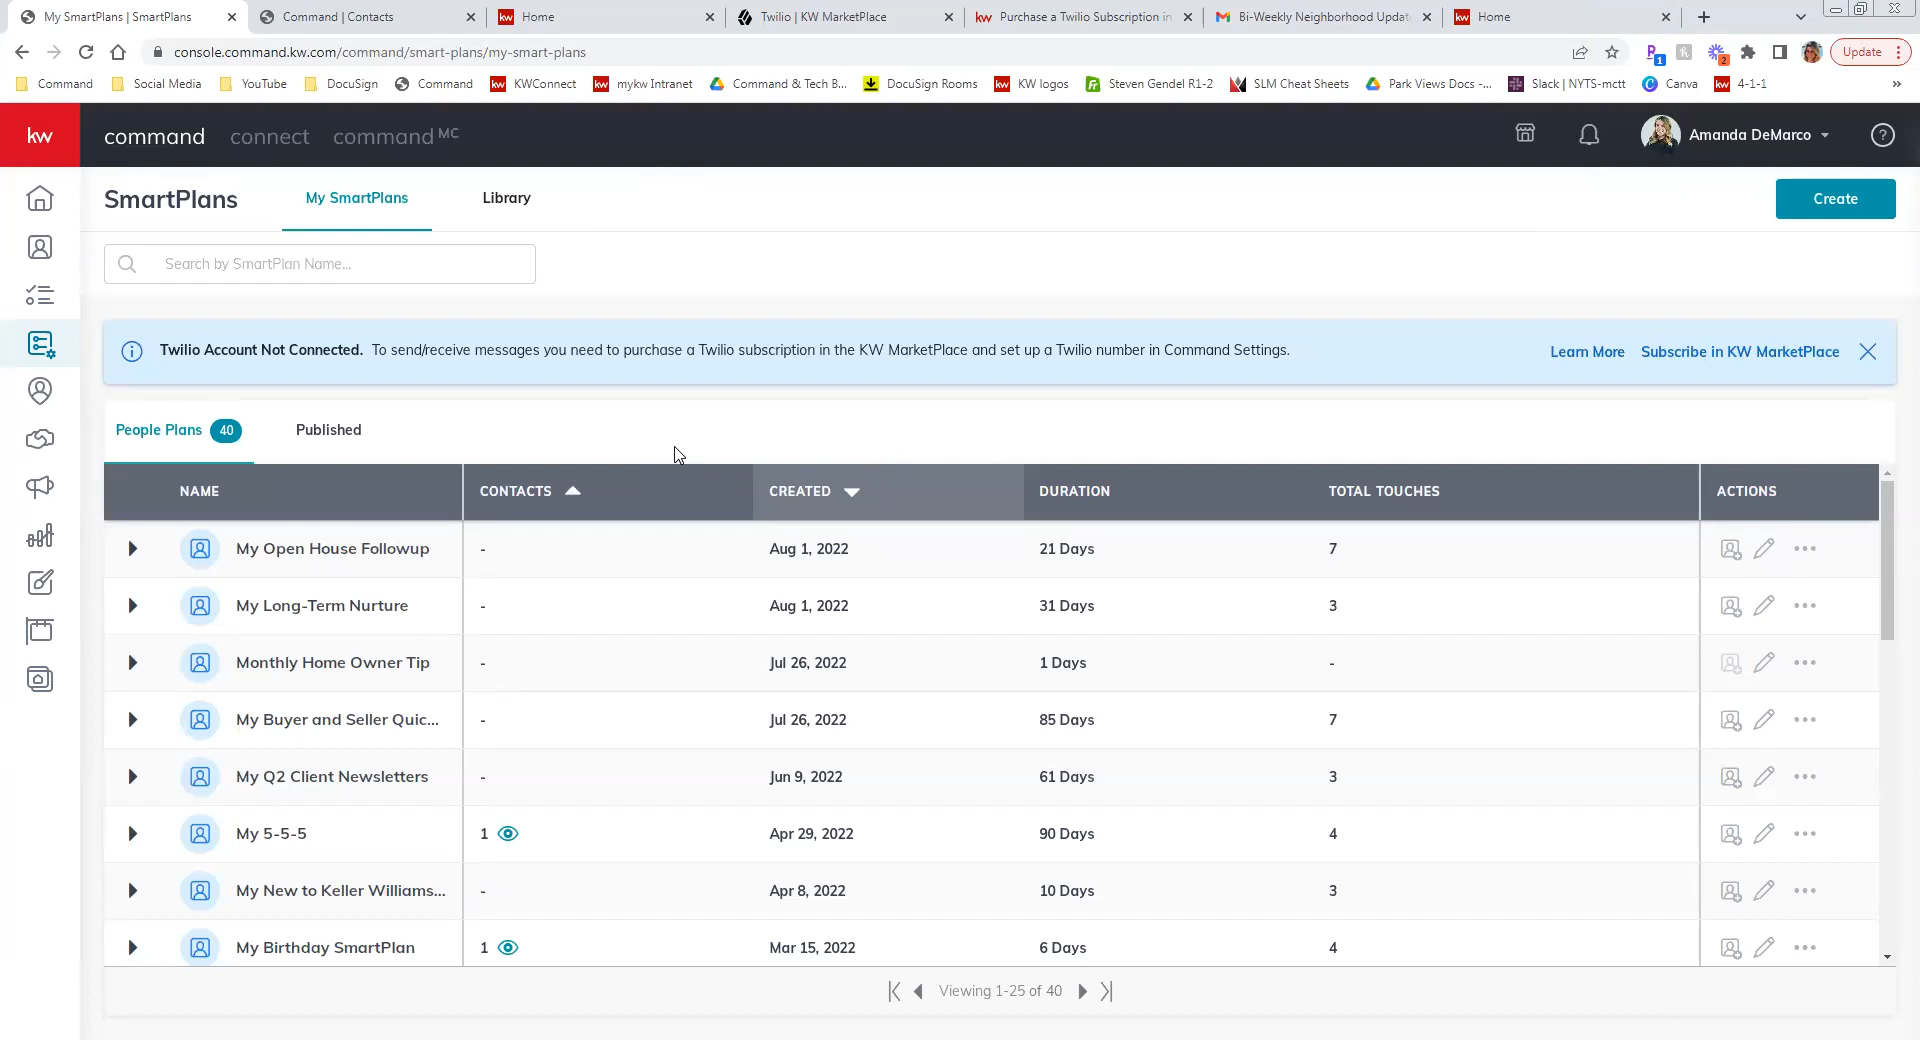 My SmartPlans | SmartPlans
Command | Contacts
kw Home
Twilio | KW MarketPlace
kw Purchase a Twilio Subscription in
Bi-Weekly Neighborhood Updat
kw Home
console.command.kw.com/command/smart-plans/my-smart-plans
1
2
Update
Command
Social Media
YouTube
DocuSign
Command
kw KWConnect
kw mykw Intranet
Command & Tech B...
DocuSign Rooms
kw KW logos
Steven Gendel R1-2
SLM Cheat Sheets
Park Views Docs -...
Slack | NYTS-mctt
Canva
kw 4-1-1
»
kw
command
connect
command MC
Amanda DeMarco
?
SmartPlans
My SmartPlans
Library
Create
Search by SmartPlan Name...
Twilio Account Not Connected. To send/receive messages you need to purchase a Twilio subscription in the KW MarketPlace and set up a Twilio number in Command Settings.
Learn More
Subscribe in KW MarketPlace
People Plans 40
Published
NAME CONTACTS CREATED DURATION TOTAL TOUCHES ACTIONS
My Open House Followup - Aug 1, 2022 21 Days 7
My Long-Term Nurture - Aug 1, 2022 31 Days 3
Monthly Home Owner Tip - Jul 26, 2022 1 Days -
My Buyer and Seller Quic... - Jul 26, 2022 85 Days 7
My Q2 Client Newsletters - Jun 9, 2022 61 Days 3
My 5-5-5 1 Apr 29, 2022 90 Days 4
My New to Keller Williams... - Apr 8, 2022 10 Days 3
My Birthday SmartPlan 1 Mar 15, 2022 6 Days 4
Viewing 1-25 of 40